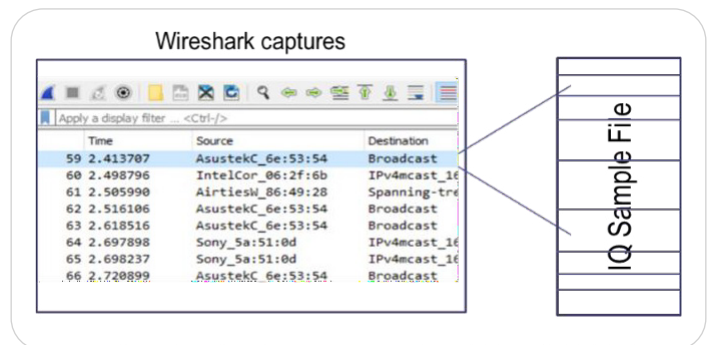 Wireshark captures
Apply a display filter ... <Ctrl-/>
Time Source Destination
59 2.413707 AsustekC_6e:53:54 Broadcast
60 2.498796 IntelCor_06:2f:6b IPv4mcast_16
61 2.505990 AirtiesW_86:49:28 Spanning-tre
62 2.516106 AsustekC_6e:53:54 Broadcast
63 2.618516 AsustekC_6e:53:54 Broadcast
64 2.697898 Sony_5a:51:0d IPv4mcast_16
65 2.698237 Sony_5a:51:0d IPv4mcast_16
66 2.720899 AsustekC_6e:53:54 Broadcast
IQ Sample File